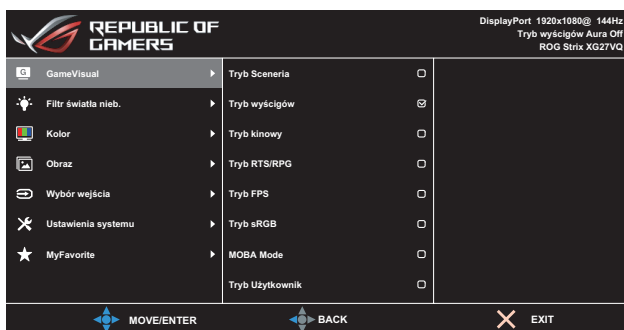 REPUBLIC OF
GAMERS
DisplayPort 1920x1080@ 144Hz
Tryb wyścigów Aura Off
ROG Strix XG27VQ
G GameVisual
Filtr światła nieb.
Kolor
Obraz
Wybór wejścia
Ustawienia systemu
MyFavorite
Tryb Sceneria
Tryb wyścigów
Tryb kinowy
Tryb RTS/RPG
Tryb FPS
Tryb sRGB
MOBA Mode
Tryb Użytkownik
MOVE/ENTER
BACK
EXIT